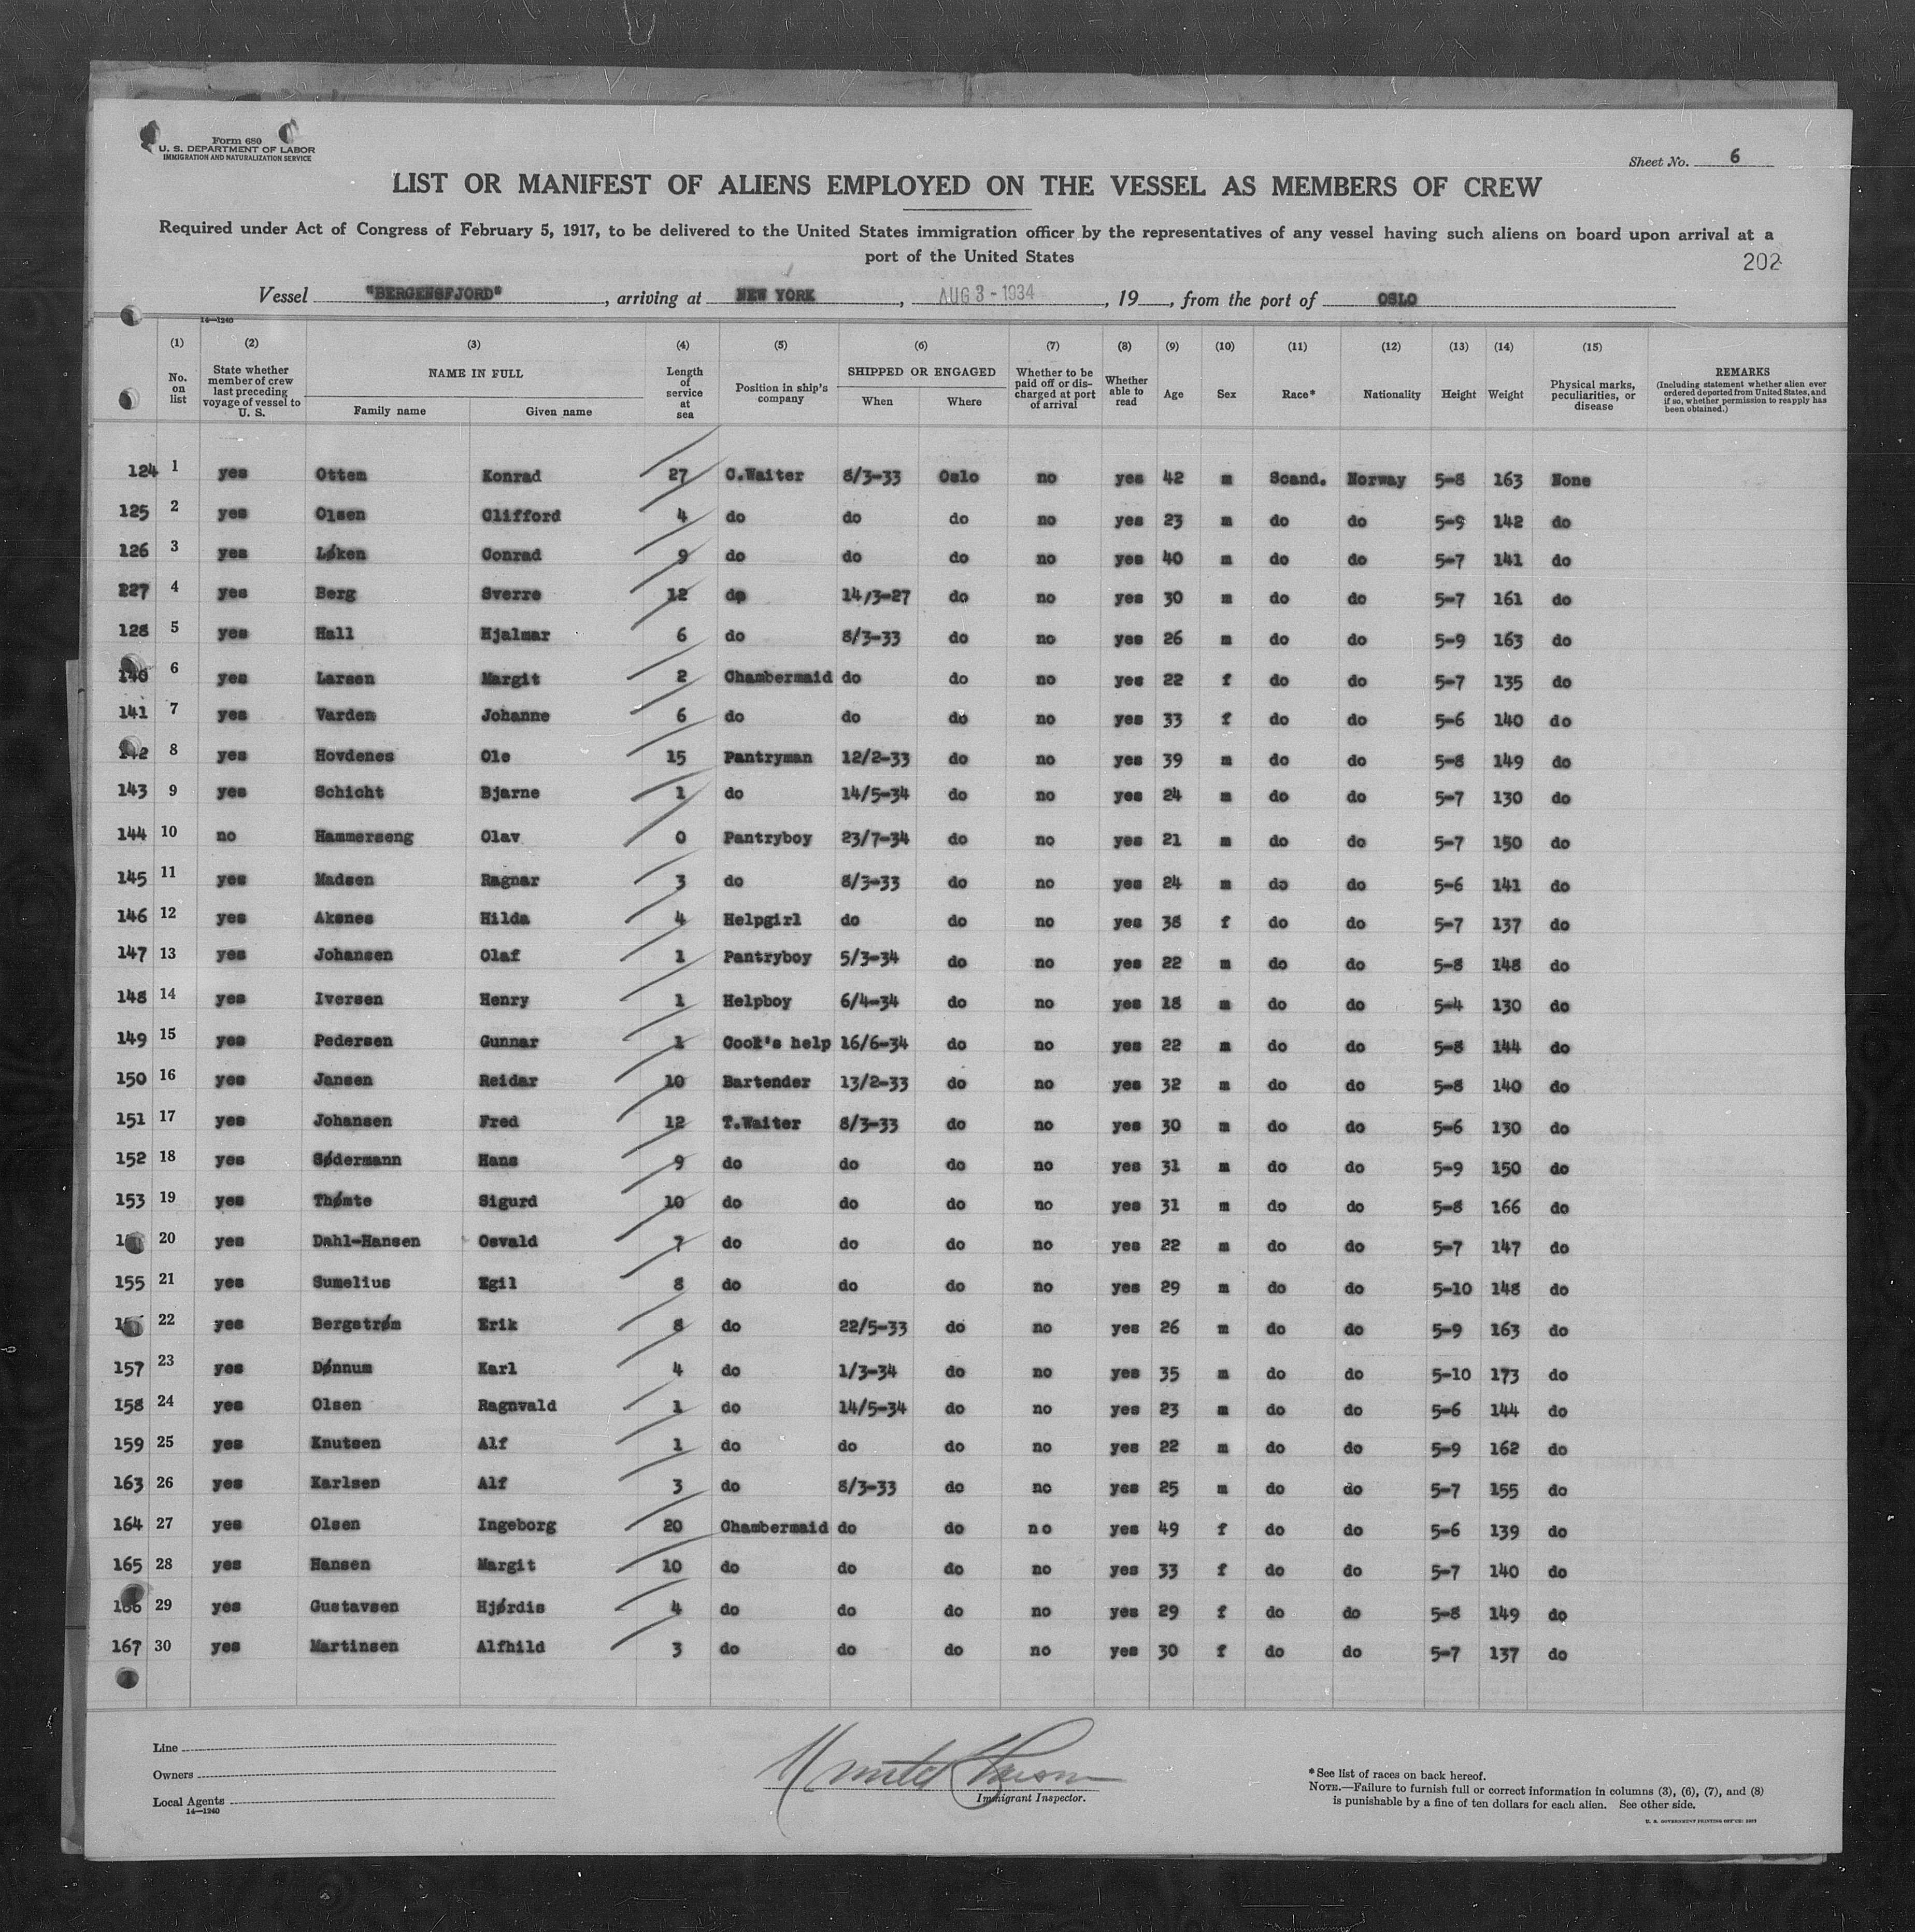 Form 680
U. S. DEPARTMENT OF LABOR
IMMIGRATION AND NATURALIZATION SERVICE
Sheet No. 6
LIST OR MANIFEST OF ALIENS EMPLOYED ON THE VESSEL AS MEMBERS OF CREW
Required under Act of Congress of February 5, 1917, to be delivered to the United States immigration officer by the representatives of any vessel having such aliens on board upon arrival at a
port of the United States
202
Vessel "BERGENSFJORD", arriving at NEW YORK, AUG 3 - 1934, 19, from the port of OSLO
14—1240
(1) (2) (3) (4) (5) (6) (7) (8) (9) (10) (11) (12) (13) (14) (15)
No. on list State whether member of crew last preceding voyage of vessel to U. S. NAME IN FULL Family name Given name Length of service at sea Position in ship's company SHIPPED OR ENGAGED When Where Whether to be paid off or discharged at port of arrival Whether able to read Age Sex Race* Nationality Height Weight Physical marks, peculiarities, or disease REMARKS (Including statement whether alien ever ordered deported from United States, and if so, whether permission to reapply has been obtained.)
124 1 yes Ottem Konrad 27 C.Waiter 8/3-33 Oslo no yes 42 m Scand. Norway 5-8 163 None
125 2 yes Olsen Clifford 4 do do do no yes 23 m do do 5-9 142 do
126 3 yes Løken Conrad 9 do do do no yes 40 m do do 5-7 141 do
227 4 yes Berg Sverre 12 do 14/3-27 do no yes 30 m do do 5-7 161 do
128 5 yes Hall Hjalmar 6 do 8/3-33 do no yes 26 m do do 5-9 163 do
140 6 yes Larsen Margit 2 Chambermaid do do no yes 22 f do do 5-7 135 do
141 7 yes Varden Johanne 6 do do do no yes 33 f do do 5-6 140 do
142 8 yes Hovdenes Ole 15 Pantryman 12/2-33 do no yes 39 m do do 5-8 149 do
143 9 yes Schicht Bjarne 1 do 14/5-34 do no yes 24 m do do 5-7 130 do
144 10 no Hammerseng Olav 0 Pantryboy 23/7-34 do no yes 21 m do do 5-7 150 do
145 11 yes Madsen Ragnar 3 do 8/3-33 do no yes 24 m do do 5-6 141 do
146 12 yes Aksnes Hilda 4 Helpgirl do do no yes 38 f do do 5-7 137 do
147 13 yes Johansen Olaf 1 Pantryboy 5/3-34 do no yes 22 m do do 5-8 148 do
148 14 yes Iversen Henry 1 Helpboy 6/4-34 do no yes 18 m do do 5-4 130 do
149 15 yes Pedersen Gunnar 1 Cook's help 16/6-34 do no yes 22 m do do 5-8 144 do
150 16 yes Jansen Reidar 10 Bartender 13/2-33 do no yes 32 m do do 5-8 140 do
151 17 yes Johansen Fred 12 T.Waiter 8/3-33 do no yes 30 m do do 5-6 130 do
152 18 yes Sødermann Hans 9 do do do no yes 31 m do do 5-9 150 do
153 19 yes Thømte Sigurd 10 do do do no yes 31 m do do 5-8 166 do
20 yes Dahl-Hansen Osvald 7 do do do no yes 22 m do do 5-7 147 do
155 21 yes Sumelius Egil 8 do do do no yes 29 m do do 5-10 148 do
22 yes Bergstrøm Erik 8 do 22/5-33 do no yes 26 m do do 5-9 163 do
157 23 yes Dønnum Karl 4 do 1/3-34 do no yes 35 m do do 5-10 173 do
158 24 yes Olsen Ragnvald 1 do 14/5-34 do no yes 23 m do do 5-6 144 do
159 25 yes Knutsen Alf 1 do do do no yes 22 m do do 5-9 162 do
163 26 yes Karlsen Alf 3 do 8/3-33 do no yes 25 m do do 5-7 155 do
164 27 yes Olsen Ingeborg 20 Chambermaid do do no yes 49 f do do 5-6 139 do
165 28 yes Hansen Margit 10 do do do no yes 33 f do do 5-7 140 do
166 29 yes Gustavsen Hjørdis 4 do do do no yes 29 f do do 5-8 149 do
167 30 yes Martinsen Alfhild 3 do do do no yes 30 f do do 5-7 137 do
Line
Owners
Local Agents
14—1240
Immigrant Inspector.
*See list of races on back hereof.
NOTE.—Failure to furnish full or correct information in columns (3), (6), (7), and (8)
is punishable by a fine of ten dollars for each alien. See other side.
U. S. GOVERNMENT PRINTING OFFICE: